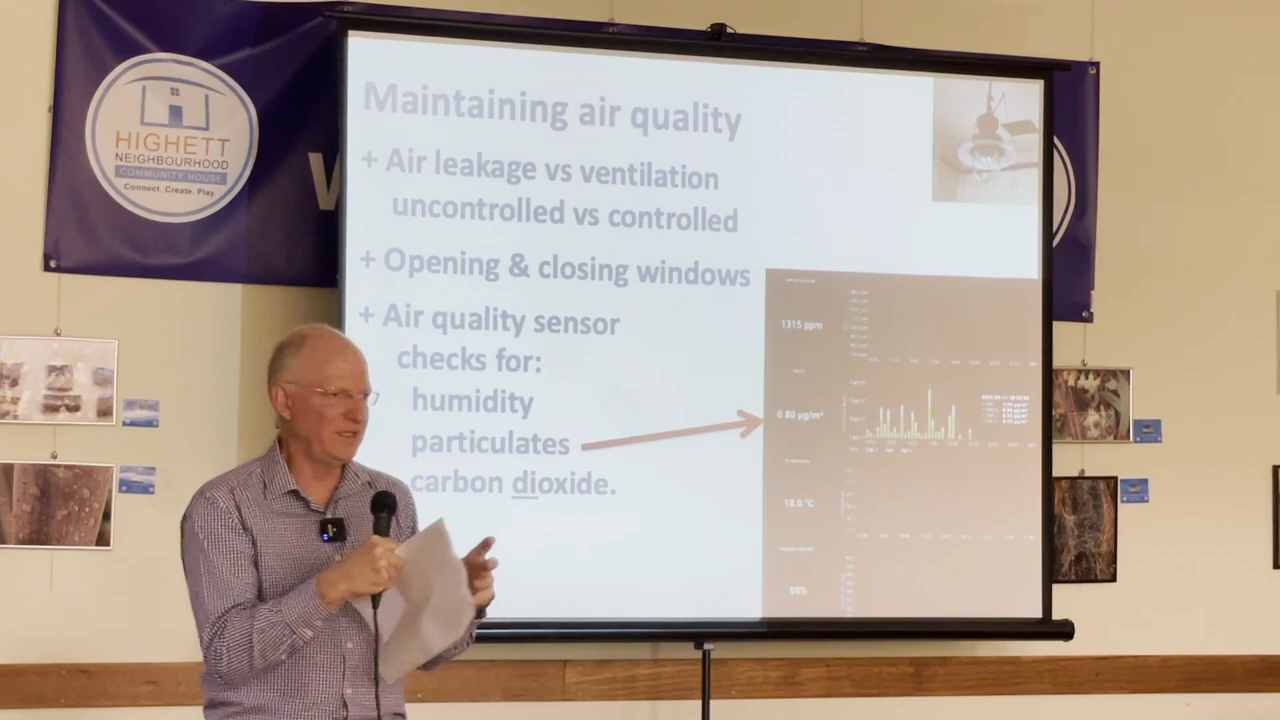 HIGHETT
NEIGHBOURHOOD
COMMUNITY HOUSE
Connect. Create. Play.
Maintaining air quality
+ Air leakage vs ventilation
uncontrolled vs controlled
+ Opening & closing windows
+ Air quality sensor
checks for:
humidity
particulates
carbon dioxide.
1315 ppm
0.80 µg/m³
18.0 °C
58%